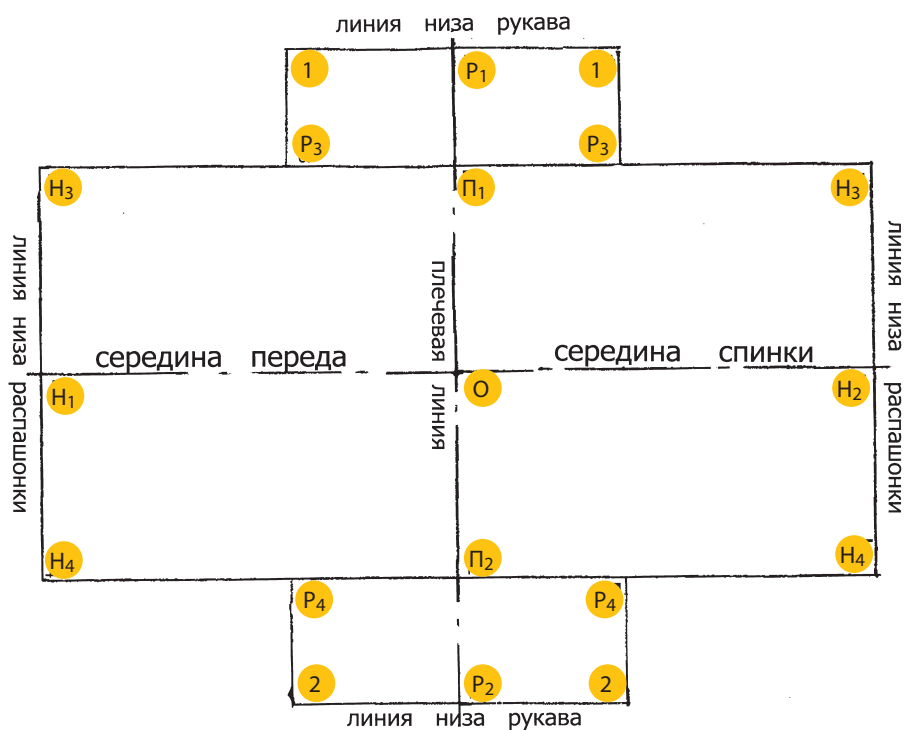 линия низа рукава
1 Р1 1
Р3 Р3
Н3 П1 Н3
линия низа распашонки
плечевая линия
линия низа распашонки
середина переда
середина спинки
Н1 О Н2
Н4 П2 Н4
Р4 Р4
2 Р2 2
линия низа рукава